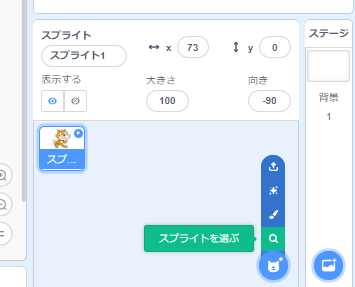 スプライト
スプライト1
x 73
y 0
表示する
大きさ
100
向き
-90
スプ...
スプライトを選ぶ
ステージ
背景
1